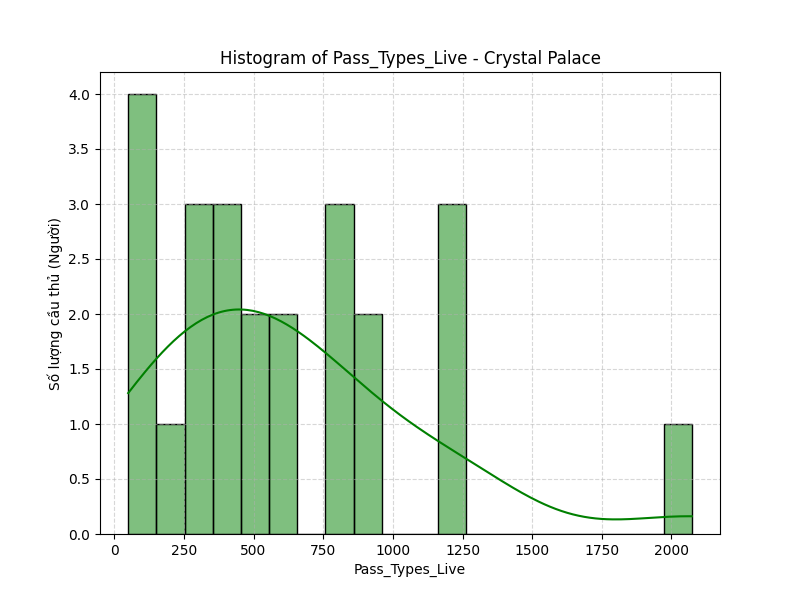 Histogram of Pass_Types_Live - Crystal Palace
Số lượng cầu thủ (Người)
4.0
3.5
3.0
2.5
2.0
1.5
1.0
0.5
0.0
0 250 500 750 1000 1250 1500 1750 2000
Pass_Types_Live